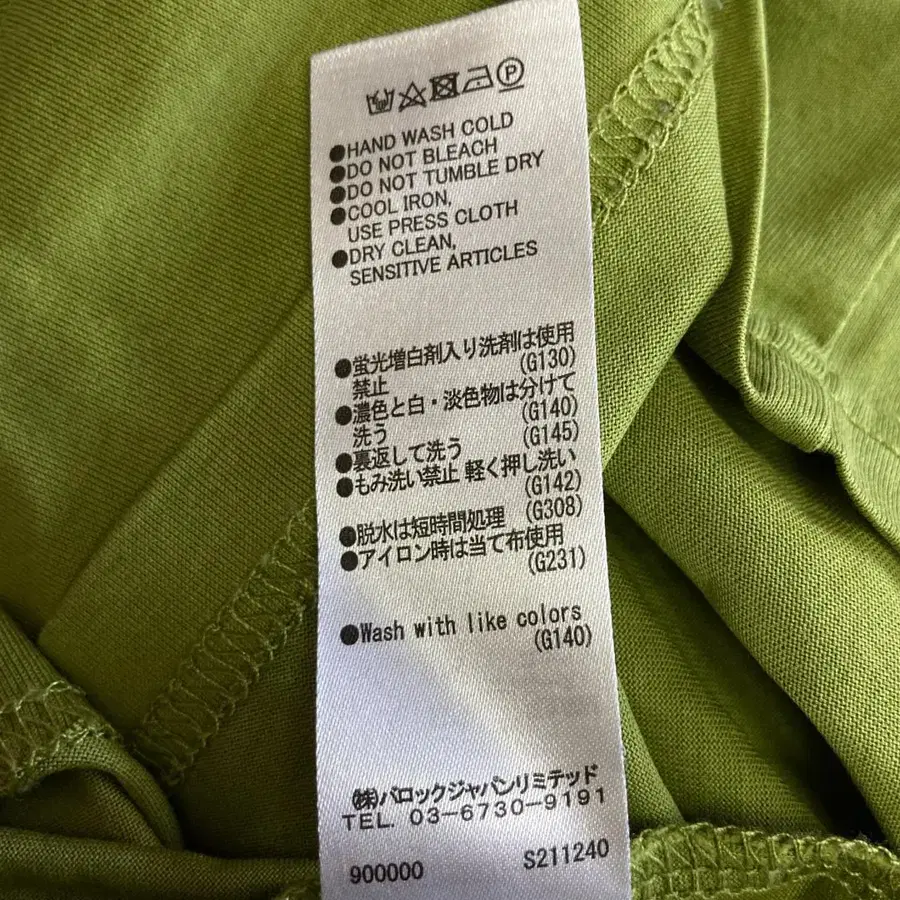 ●HAND WASH COLD
●DO NOT BLEACH
●DO NOT TUMBLE DRY
●COOL IRON,
USE PRESS CLOTH
●DRY CLEAN,
SENSITIVE ARTICLES
●蛍光増白剤入り洗剤は使用
禁止 (G130)
●濃色と白・淡色物は分けて
洗う (G140)
●裏返して洗う (G145)
●もみ洗い禁止 軽く押し洗い
(G142)
●脱水は短時間処理 (G308)
●アイロン時は当て布使用
(G231)
●Wash with like colors
(G140)
㈱バロックジャパンリミテッド
TEL. 03-6730-9191
900000 S211240